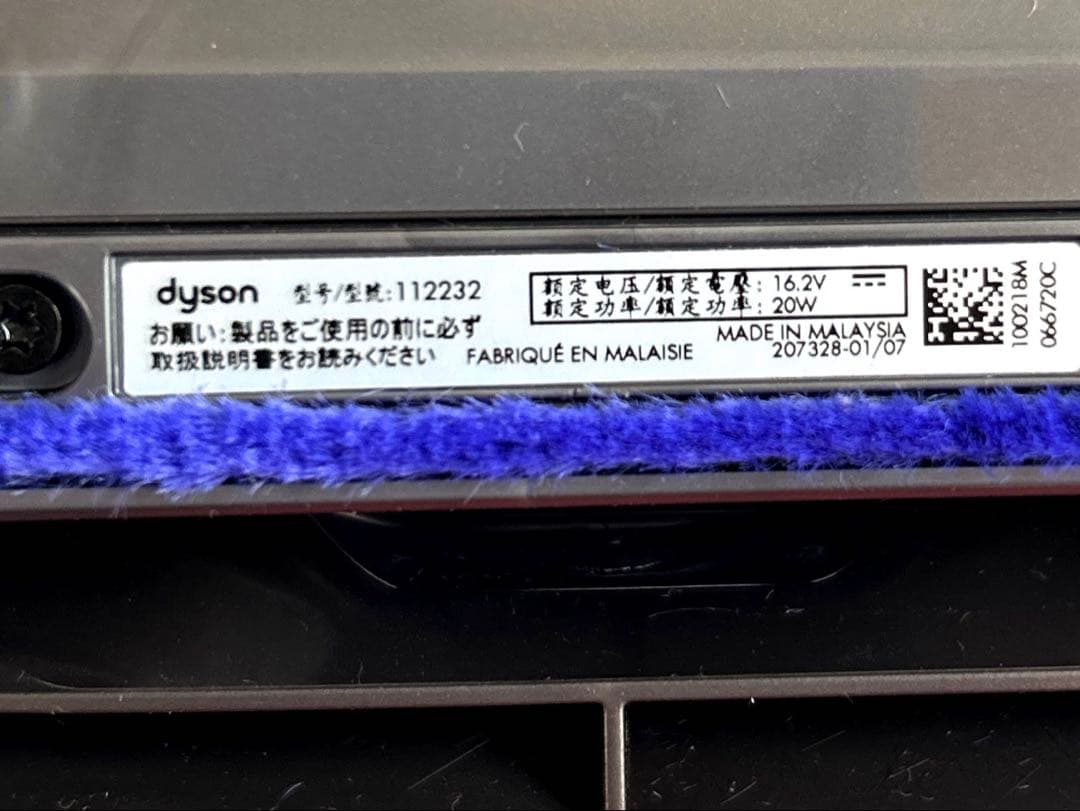 dyson 型号/型號:112232
お願い:製品をご使用の前に必ず
取扱説明書をお読みください
FABRIQUÉ EN MALAISIE
额定电压/額定電壓: 16.2V
额定功率/額定功率: 20W
MADE IN MALAYSIA
207328-01/07
100218M
066720C